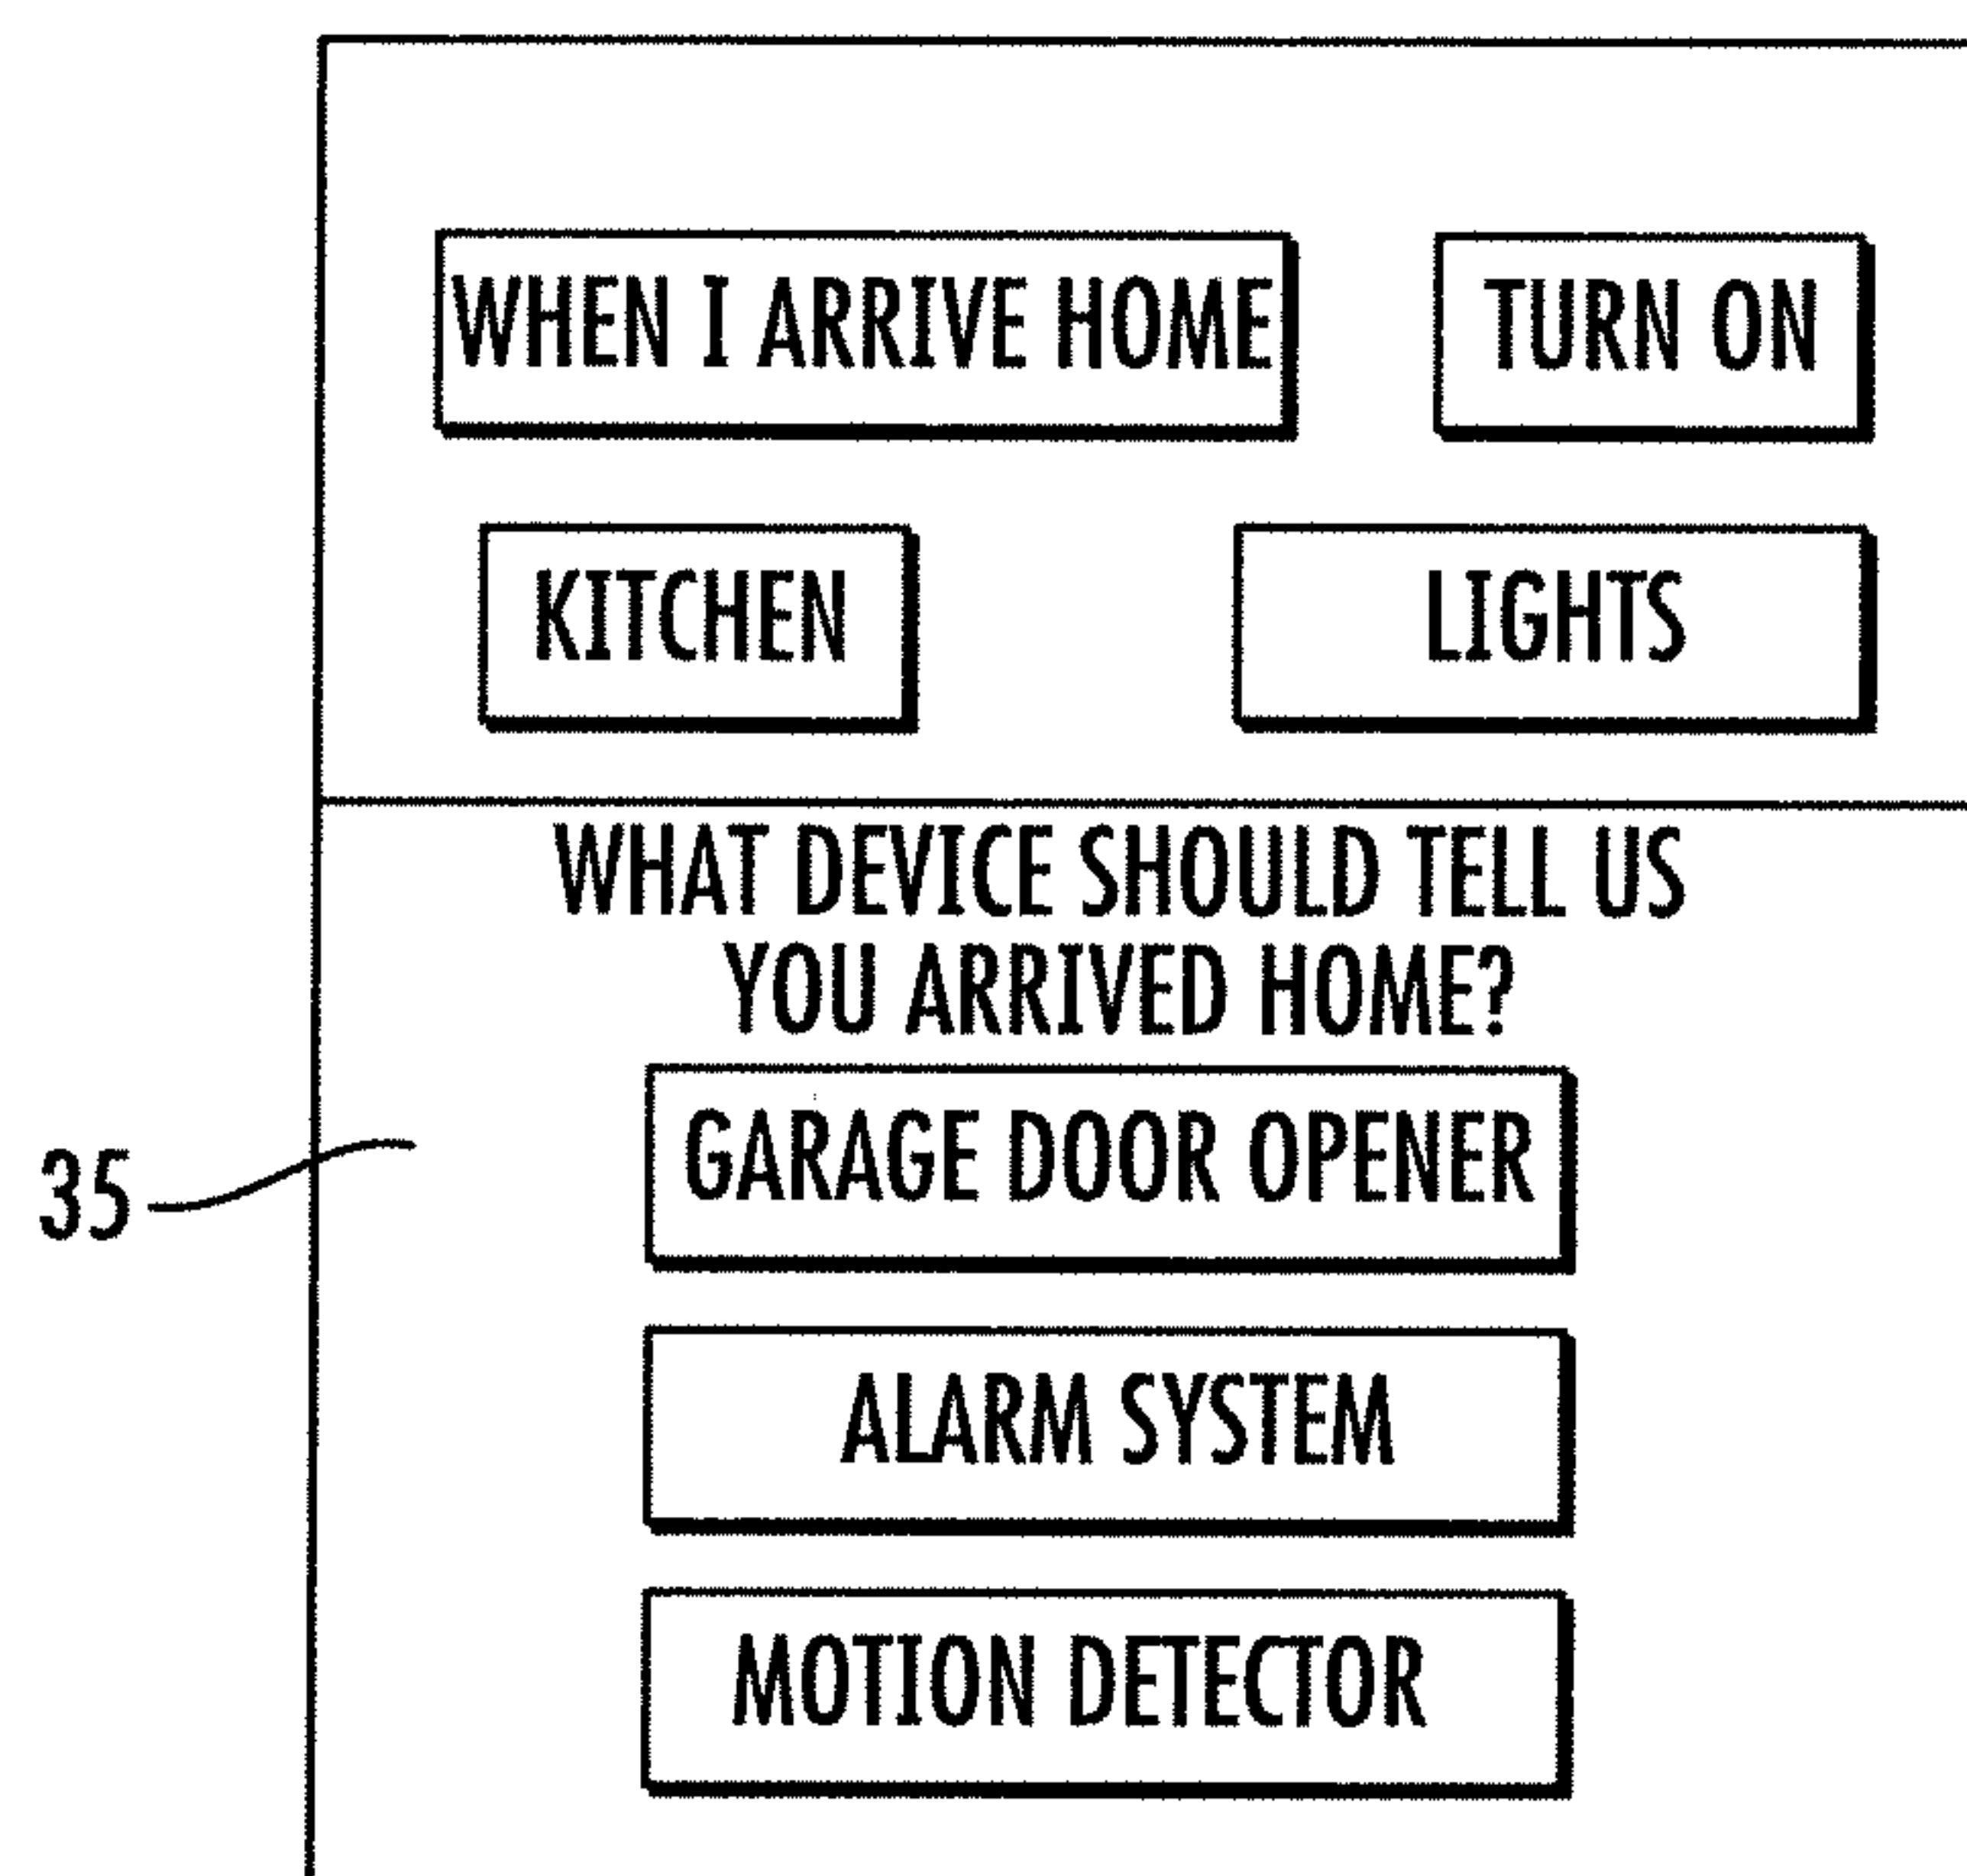 WHEN I ARRIVE HOME TURN ON
KITCHEN LIGHTS
WHAT DEVICE SHOULD TELL US
YOU ARRIVED HOME?
GARAGE DOOR OPENER
35
ALARM SYSTEM
MOTION DETECTOR